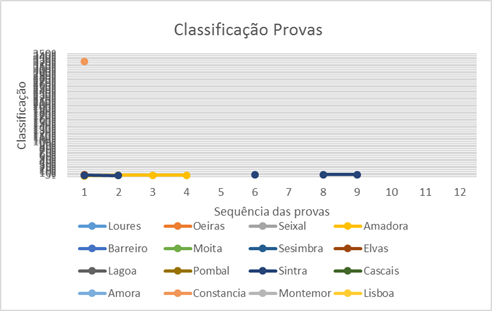 Classificação Provas
Classificação
1 2 3 4 5 6 7 8 9 10 11 12
Sequência das provas
Loures Oeiras Seixal Amadora
Barreiro Moita Sesimbra Elvas
Lagoa Pombal Sintra Cascais
Amora Constancia Montemor Lisboa